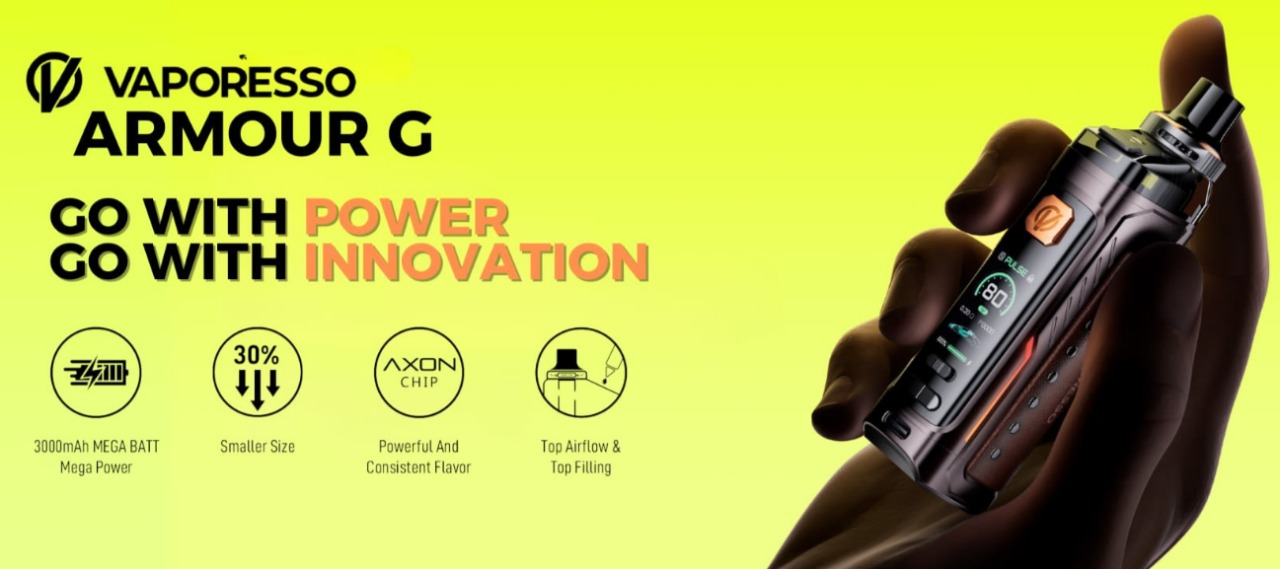 VAPORESSO
ARMOUR G
GO WITH POWER
GO WITH INNOVATION
30%
AXON
CHIP
3000mAh MEGA BATT
Mega Power
Smaller Size
Powerful And
Consistent Flavor
Top Airflow &
Top Filling
PULSE
80